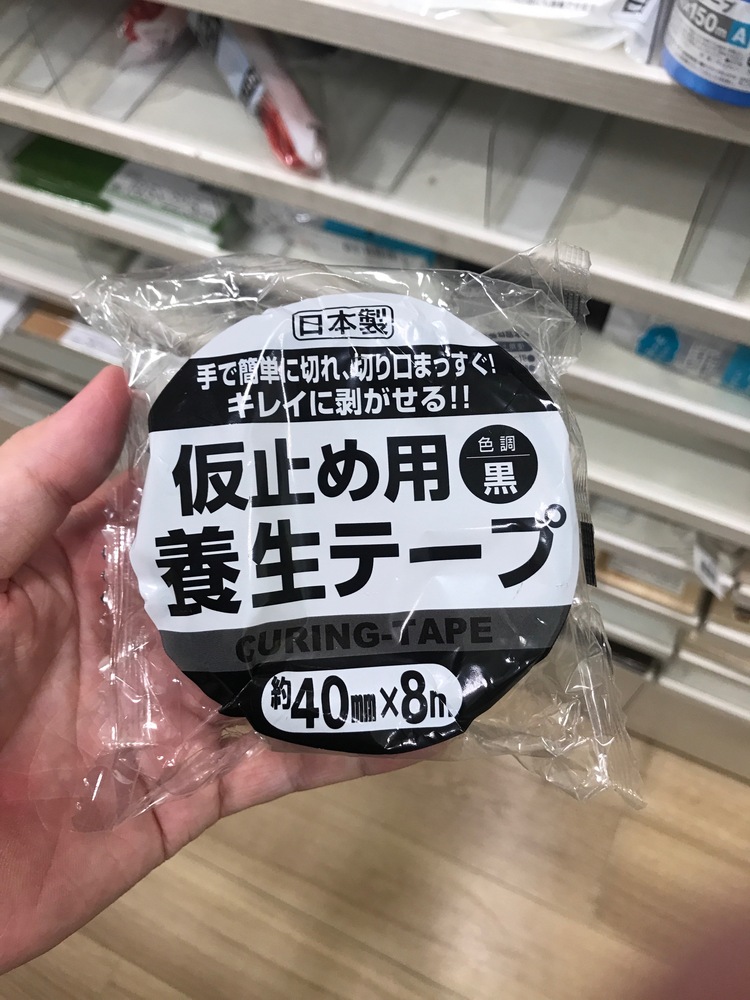 150m A
日本製
手で簡単に切れ、切り口まっすぐ!
キレイに剥がせる!!
仮止め用
色調
黒
養生テープ
CURING-TAPE
約40mm×8m